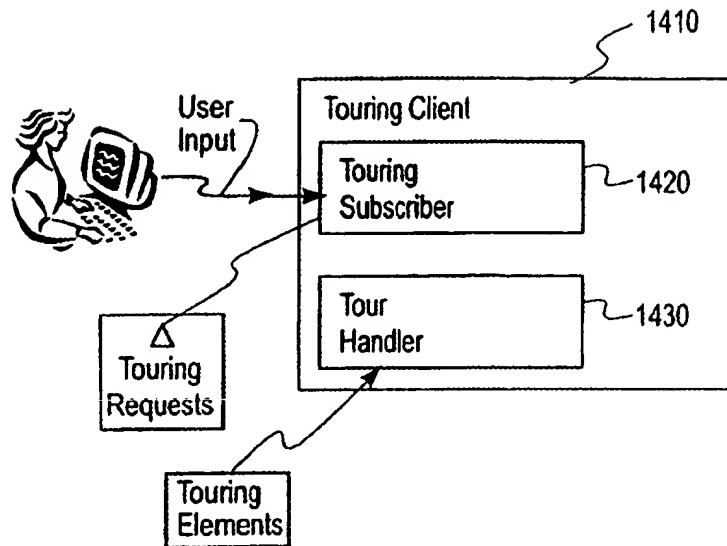 1410
User
Input
Touring Client
Touring
Subscriber
1420
Tour
Handler
1430
Touring
Requests
Touring
Elements